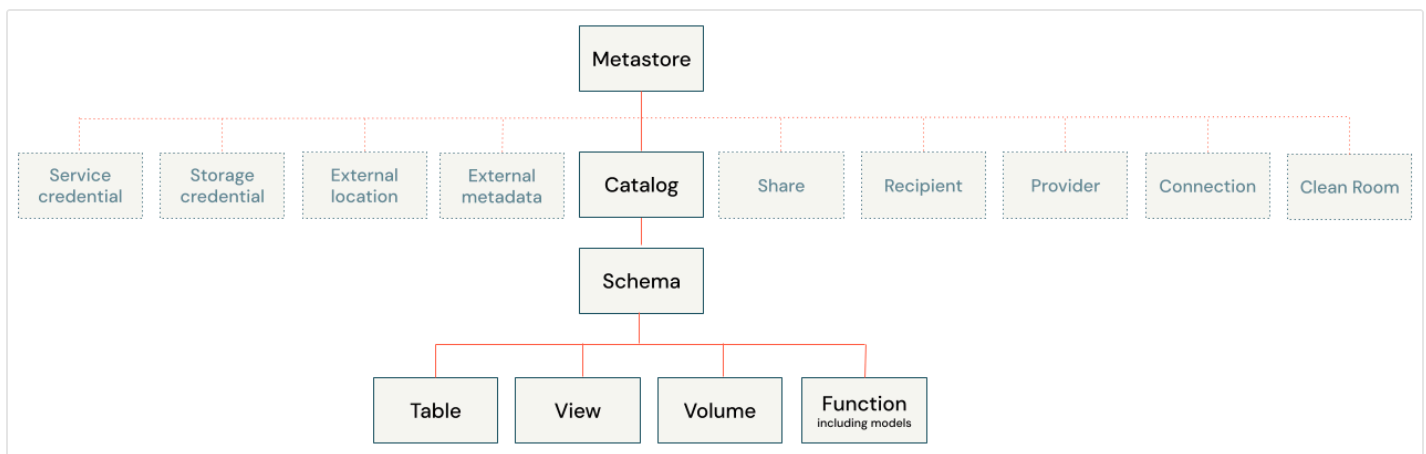 Metastore
Service
credential
Storage
credential
External
location
External
metadata
Catalog
Share
Recipient
Provider
Connection
Clean Room
Schema
Table
View
Volume
Function
including models